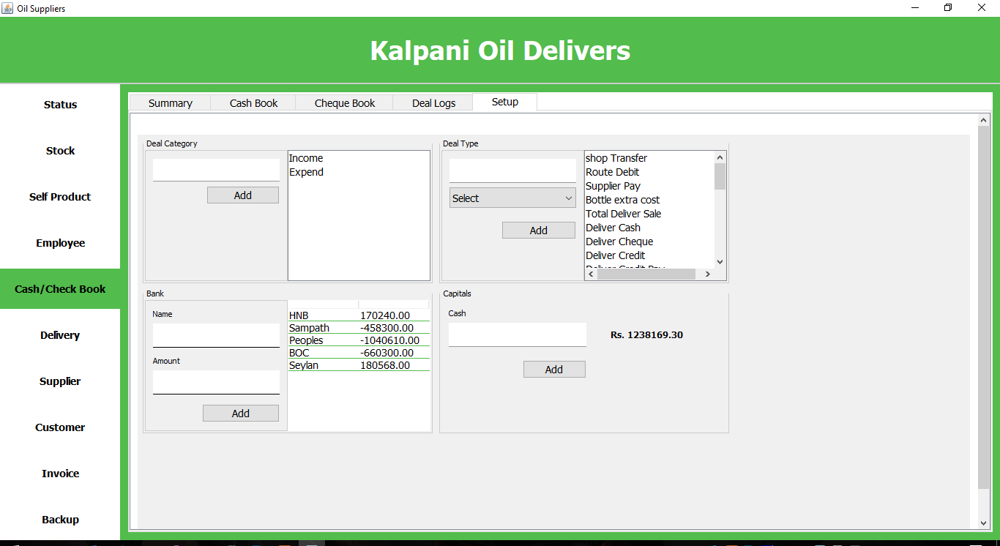 Oil Suppliers
Kalpani Oil Delivers
Status
Stock
Self Product
Employee
Cash/Check Book
Delivery
Supplier
Customer
Invoice
Backup
Summary
Cash Book
Cheque Book
Deal Logs
Setup
Deal Category
Add
Income
Expend
Deal Type
Select
Add
shop Transfer
Route Debit
Supplier Pay
Bottle extra cost
Total Deliver Sale
Deliver Cash
Deliver Cheque
Deliver Credit
Deliver Credit Pay
Bank
Name
Amount
Add
HNB 170240.00
Sampath -458300.00
Peoples -1040610.00
BOC -660300.00
Seylan 180568.00
Capitals
Cash
Rs. 1238169.30
Add